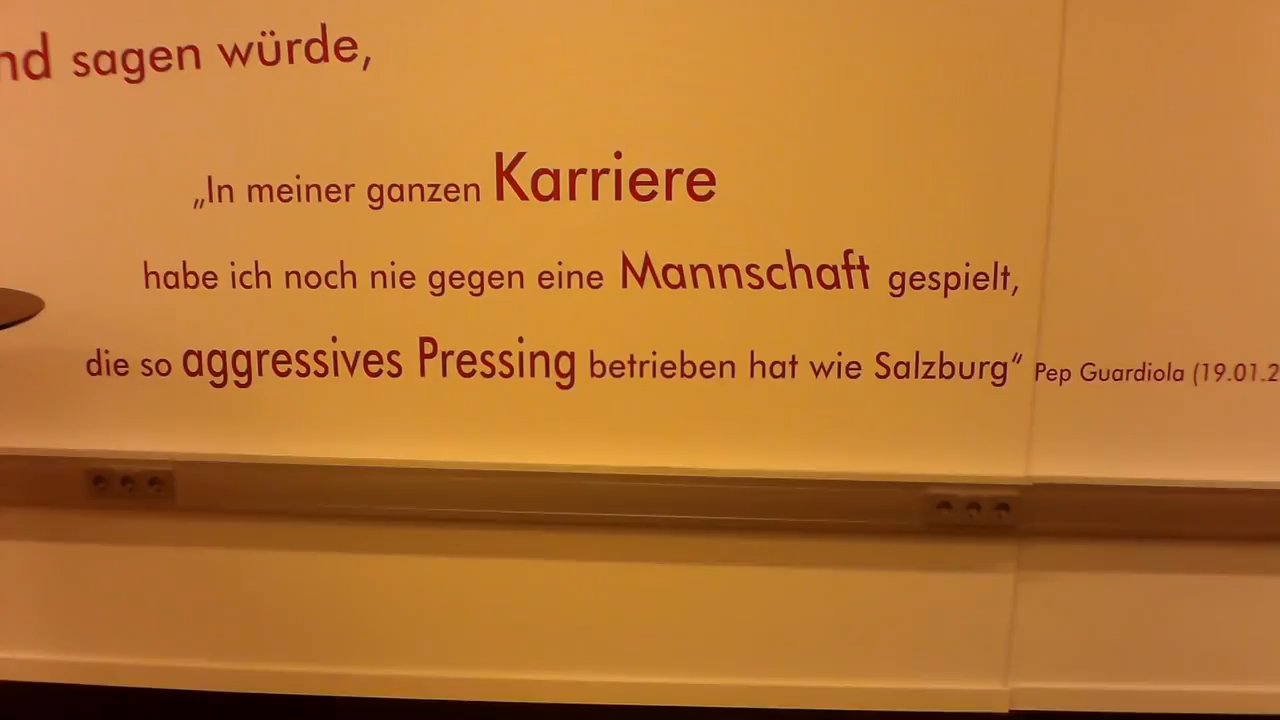 sagen würde,
„In meiner ganzen Karriere
habe ich noch nie gegen eine Mannschaft gespielt,
die so aggressives Pressing betrieben hat wie Salzburg“ Pep Guardiola (19.01.2